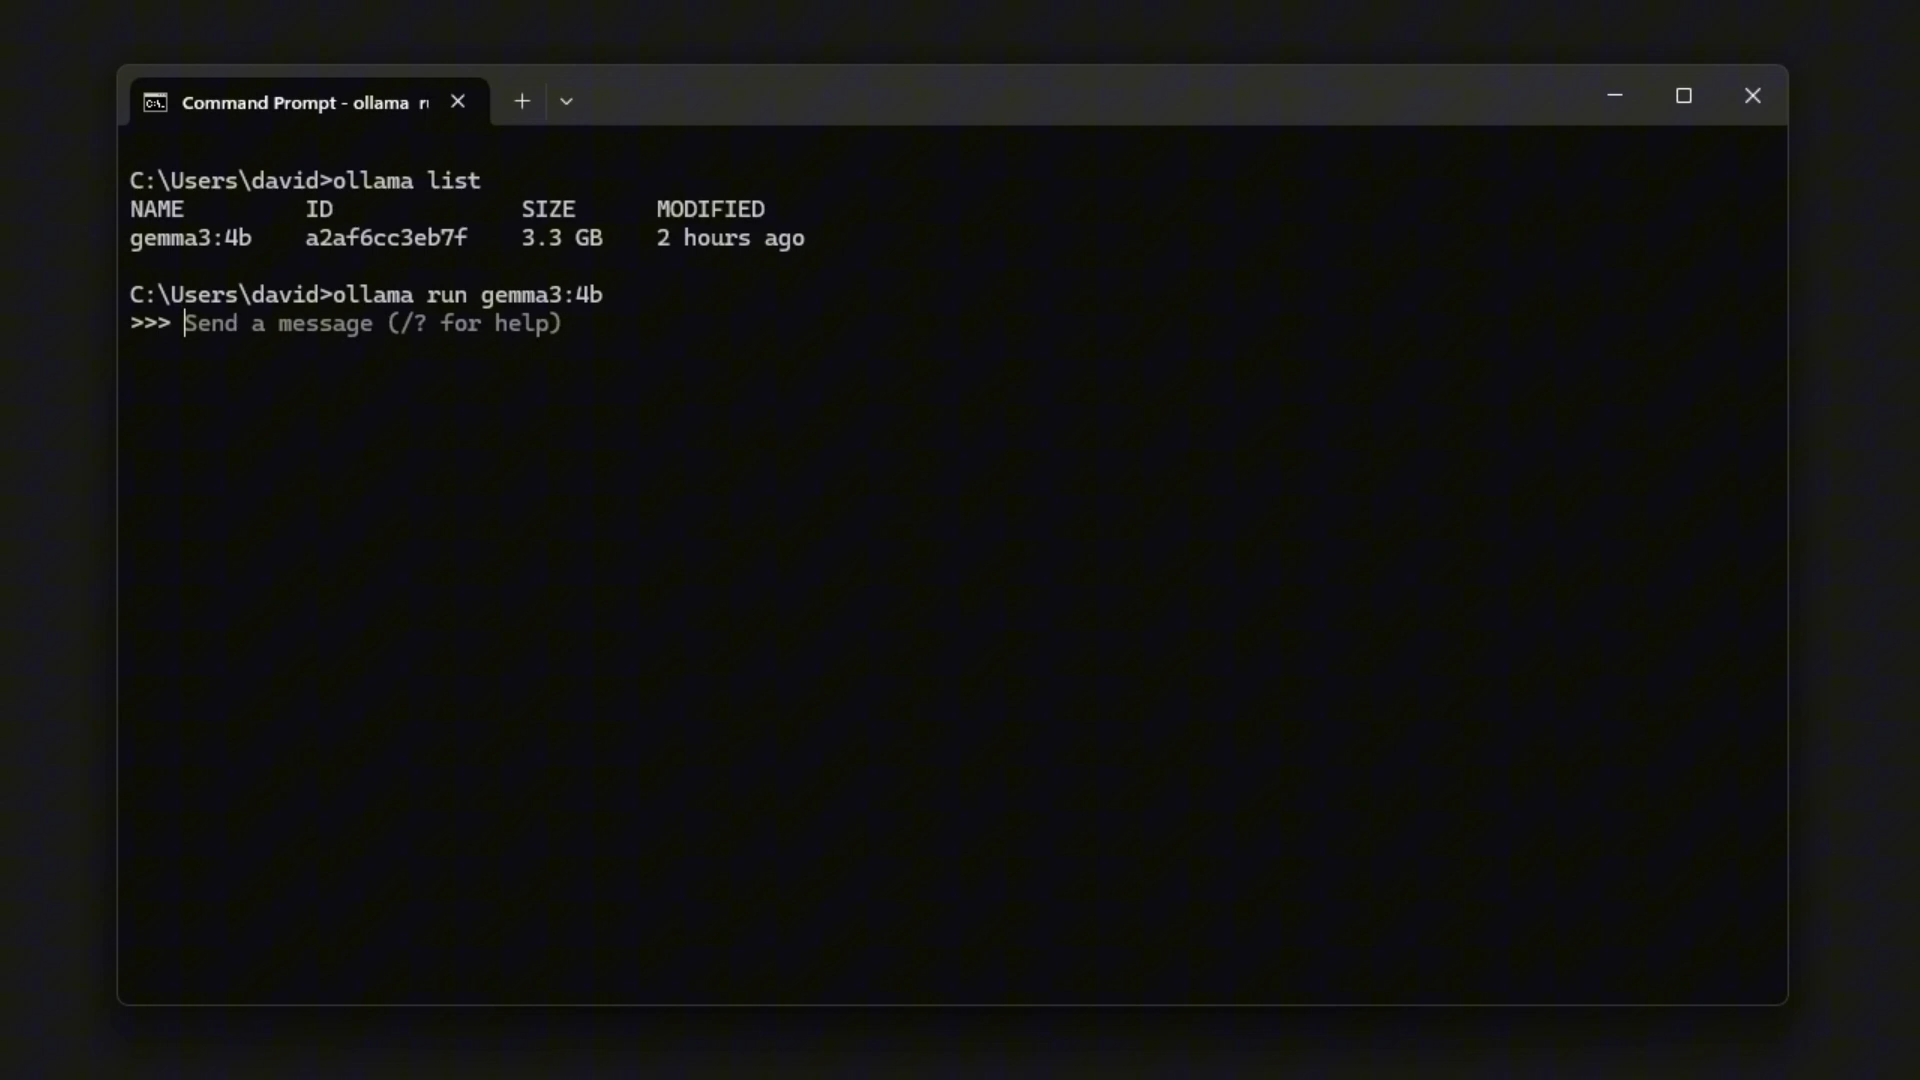 Command Prompt - ollama r
C:\Users\david>ollama list
NAME ID SIZE MODIFIED
gemma3:4b a2af6cc3eb7f 3.3 GB 2 hours ago
C:\Users\david>ollama run gemma3:4b
>>> Send a message (/? for help)